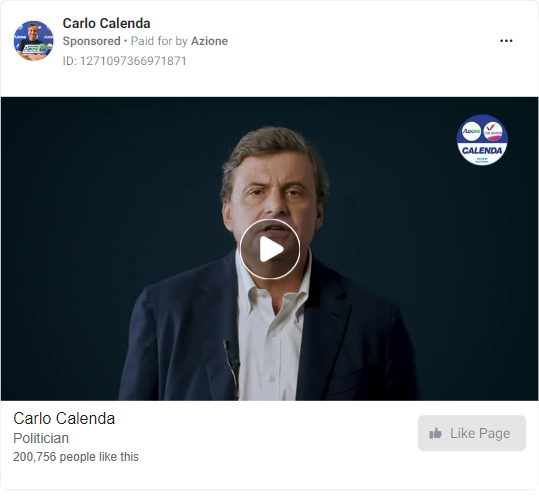 Carlo Calenda
Sponsored • Paid for by Azione
ID: 1271097366971871
AZIONE
CALENDA
Carlo Calenda
Politician
200,756 people like this
Like Page